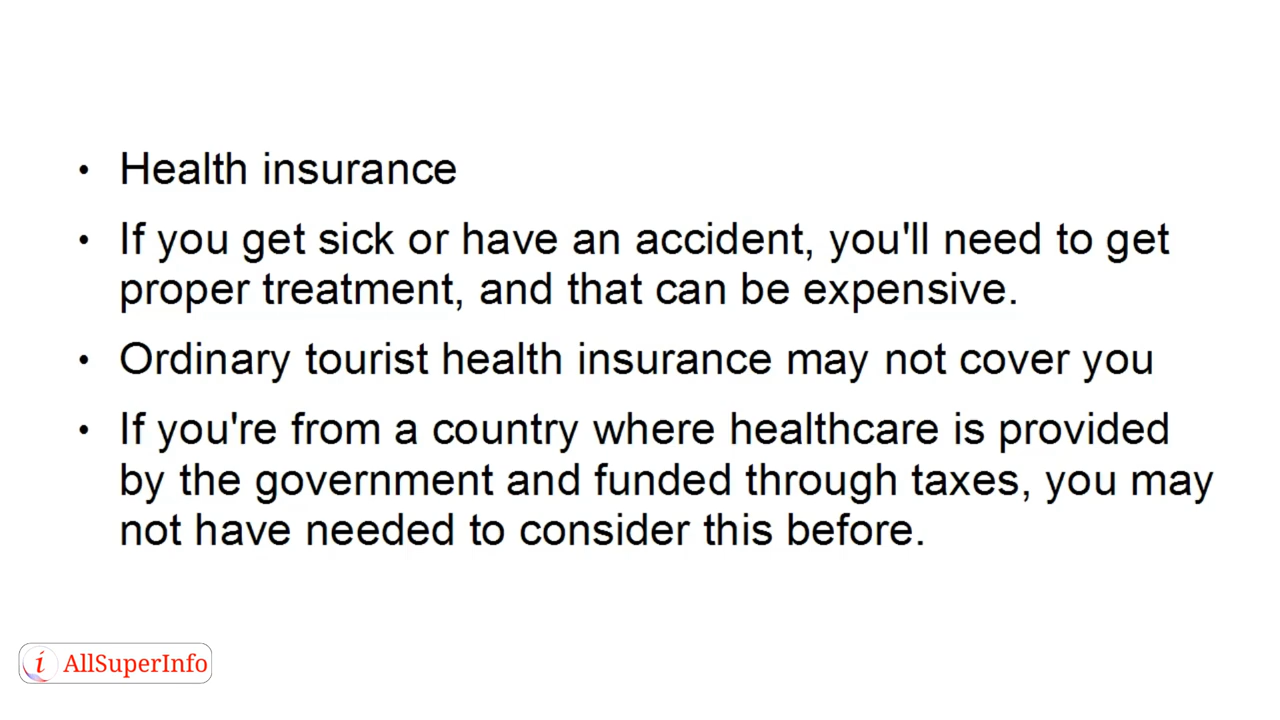 • Health insurance
• If you get sick or have an accident, you'll need to get
proper treatment, and that can be expensive.
• Ordinary tourist health insurance may not cover you
• If you're from a country where healthcare is provided
by the government and funded through taxes, you may
not have needed to consider this before.
i AllSuperInfo